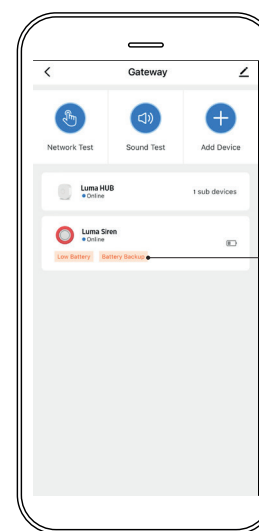 Gateway
Network Test Sound Test Add Device
Luma HUB
Online
1 sub devices
Luma Siren
Online
Low Battery Battery Backup